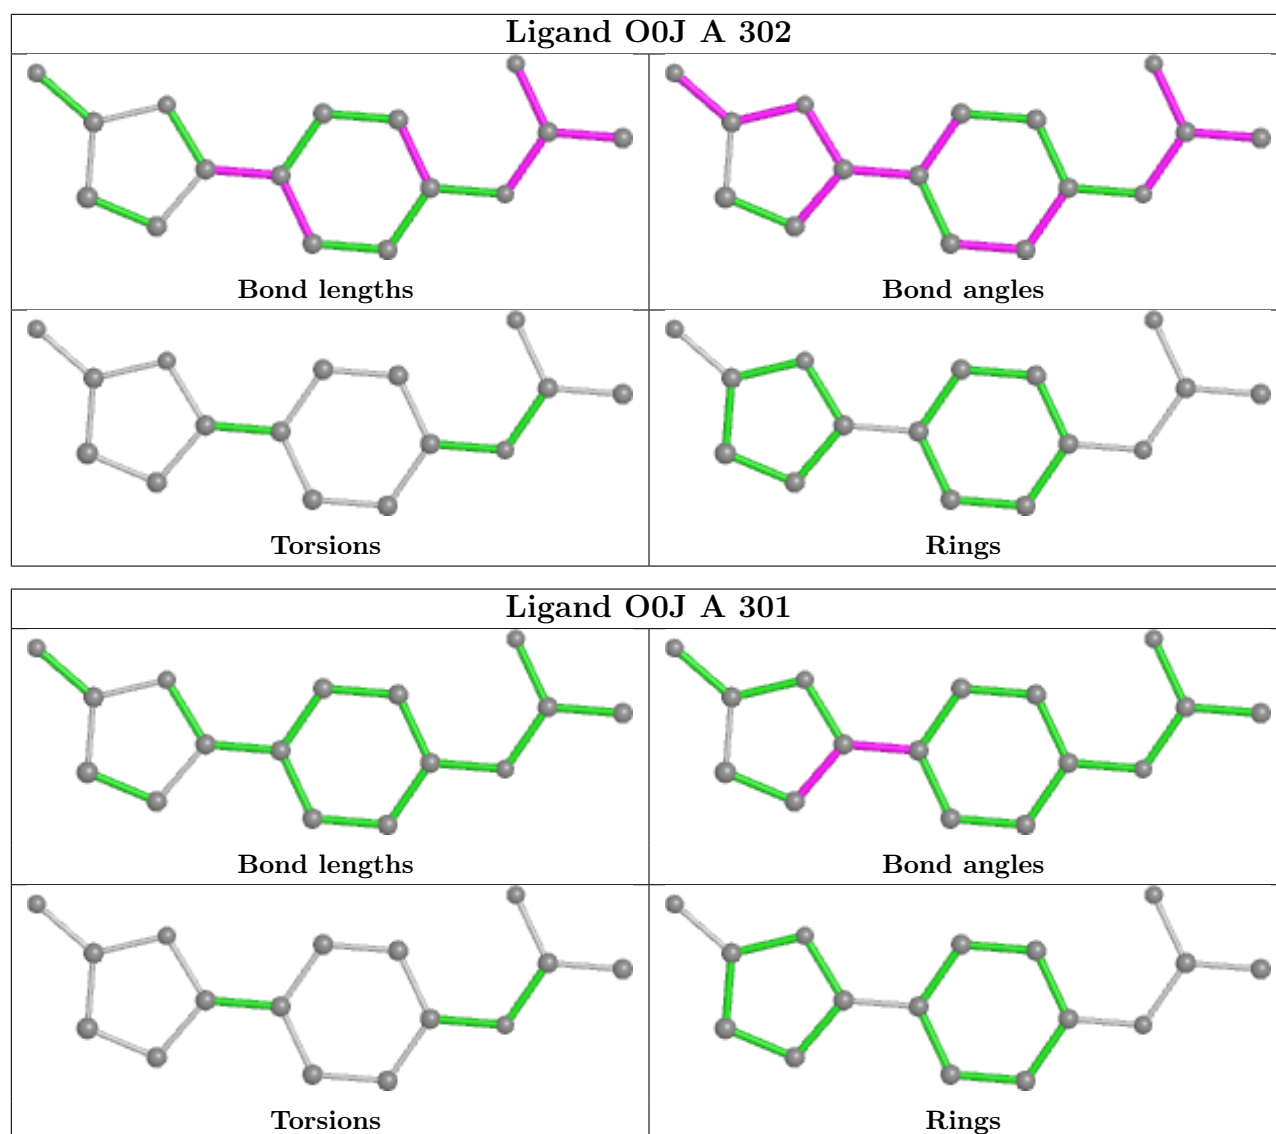 Ligand O0J A 302
Bond lengths
Bond angles
Torsions
Rings
Ligand O0J A 301
Bond lengths
Bond angles
Torsions
Rings